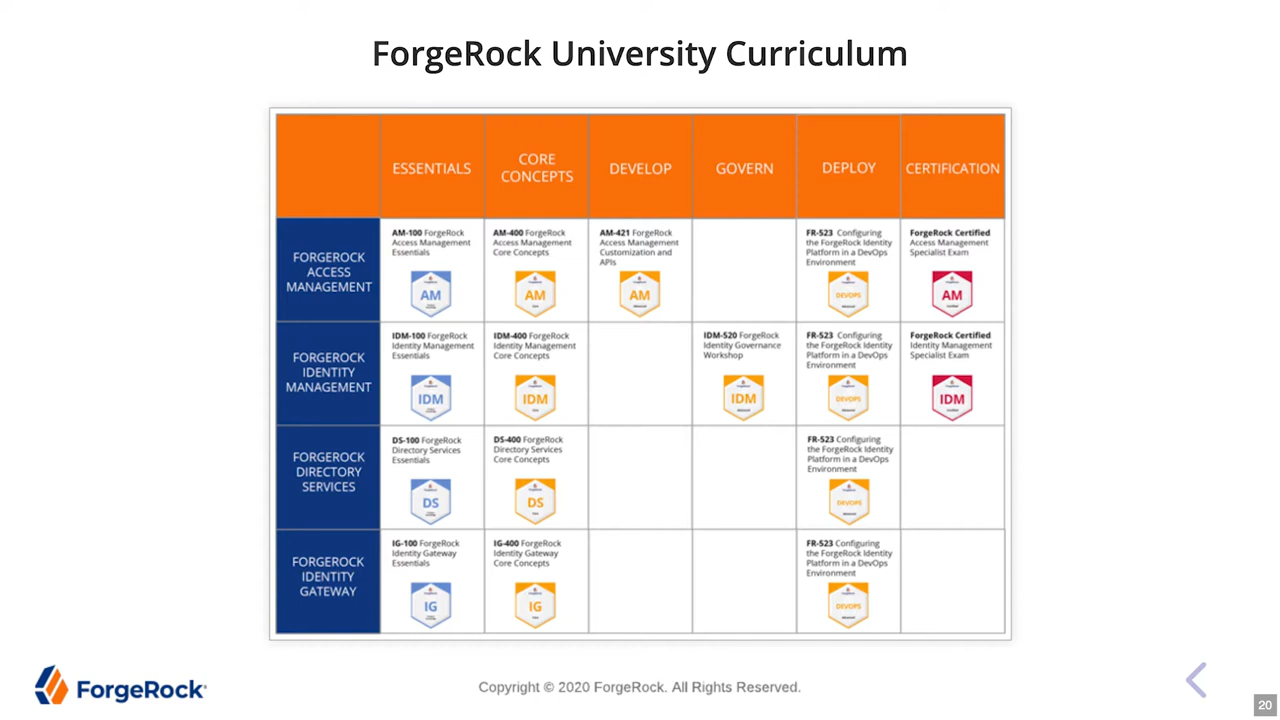 ForgeRock University Curriculum
ESSENTIALS
CORE
CONCEPTS
DEVELOP
GOVERN
DEPLOY
CERTIFICATION
FORGEROCK
ACCESS
MANAGEMENT
AM-100 ForgeRock
Access Management
Essentials
AM
AM-400 ForgeRock
Access Management
Core Concepts
AM
AM-421 ForgeRock
Access Management
Customization and
APIs
AM
FR-523 Configuring
the ForgeRock Identity
Platform in a DevOps
Environment
DEVOPS
ForgeRock Certified
Access Management
Specialist Exam
AM
FORGEROCK
IDENTITY
MANAGEMENT
IDM-100 ForgeRock
Identity Management
Essentials
IDM
IDM-400 ForgeRock
Identity Management
Core Concepts
IDM
IDM-520 ForgeRock
Identity Governance
Workshop
IDM
FR-523 Configuring
the ForgeRock Identity
Platform in a DevOps
Environment
DEVOPS
ForgeRock Certified
Identity Management
Specialist Exam
IDM
FORGEROCK
DIRECTORY
SERVICES
DS-100 ForgeRock
Directory Services
Essentials
DS
DS-400 ForgeRock
Directory Services
Core Concepts
DS
FR-523 Configuring
the ForgeRock Identity
Platform in a DevOps
Environment
DEVOPS
FORGEROCK
IDENTITY
GATEWAY
IG-100 ForgeRock
Identity Gateway
Essentials
IG
IG-400 ForgeRock
Identity Gateway
Core Concepts
IG
FR-523 Configuring
the ForgeRock Identity
Platform in a DevOps
Environment
DEVOPS
ForgeRock
Copyright © 2020 ForgeRock. All Rights Reserved.
20